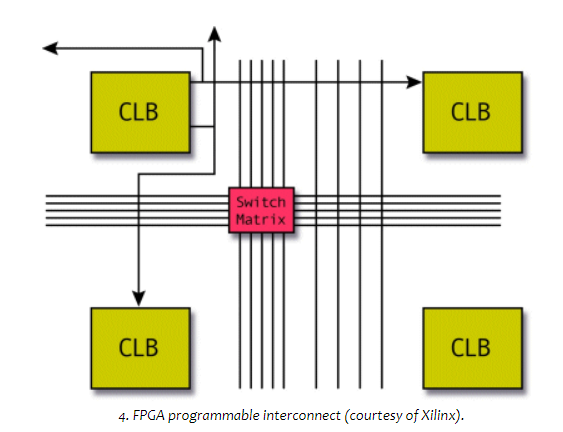 CLB
CLB
Switch
Matrix
CLB
CLB
4. FPGA programmable interconnect (courtesy of Xilinx).